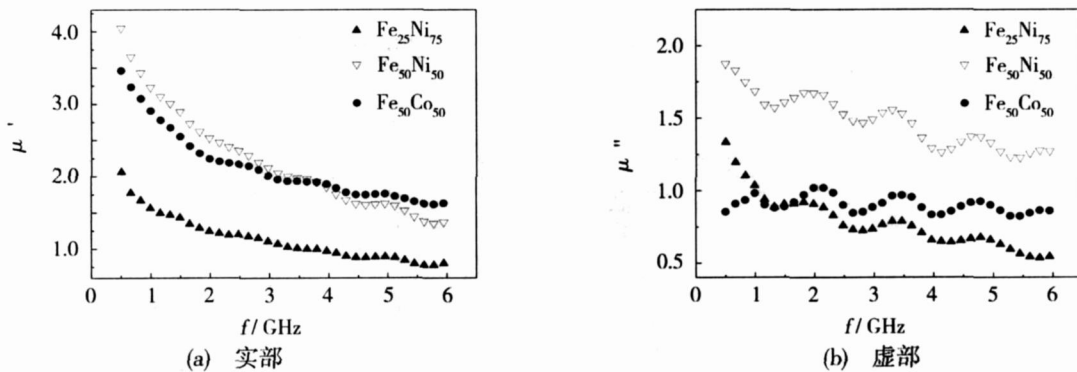 4.0
3.0
2.0
1.0
μ '
0 1 2 3 4 5 6
f / GHz
Fe25Ni75
Fe50Ni50
Fe50Co50
(a) 实部
2.0
1.5
1.0
0.5
μ "
0 1 2 3 4 5 6
f / GHz
Fe25Ni75
Fe50Ni50
Fe50Co50
(b) 虚部